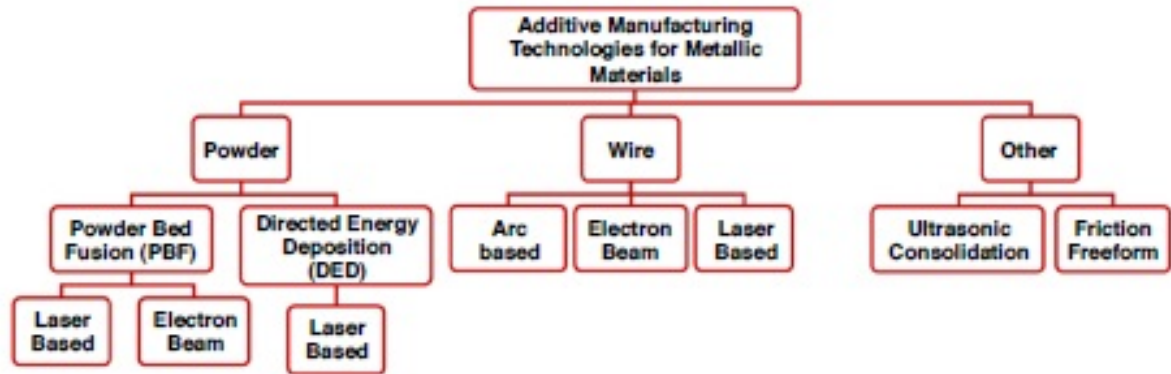 Additive Manufacturing
Technologies for Metallic
Materials
Powder
Wire
Other
Powder Bed
Fusion (PBF)
Directed Energy
Deposition
(DED)
Arc
based
Electron
Beam
Laser
Based
Ultrasonic
Consolidation
Friction
Freeform
Laser
Based
Electron
Beam
Laser
Based